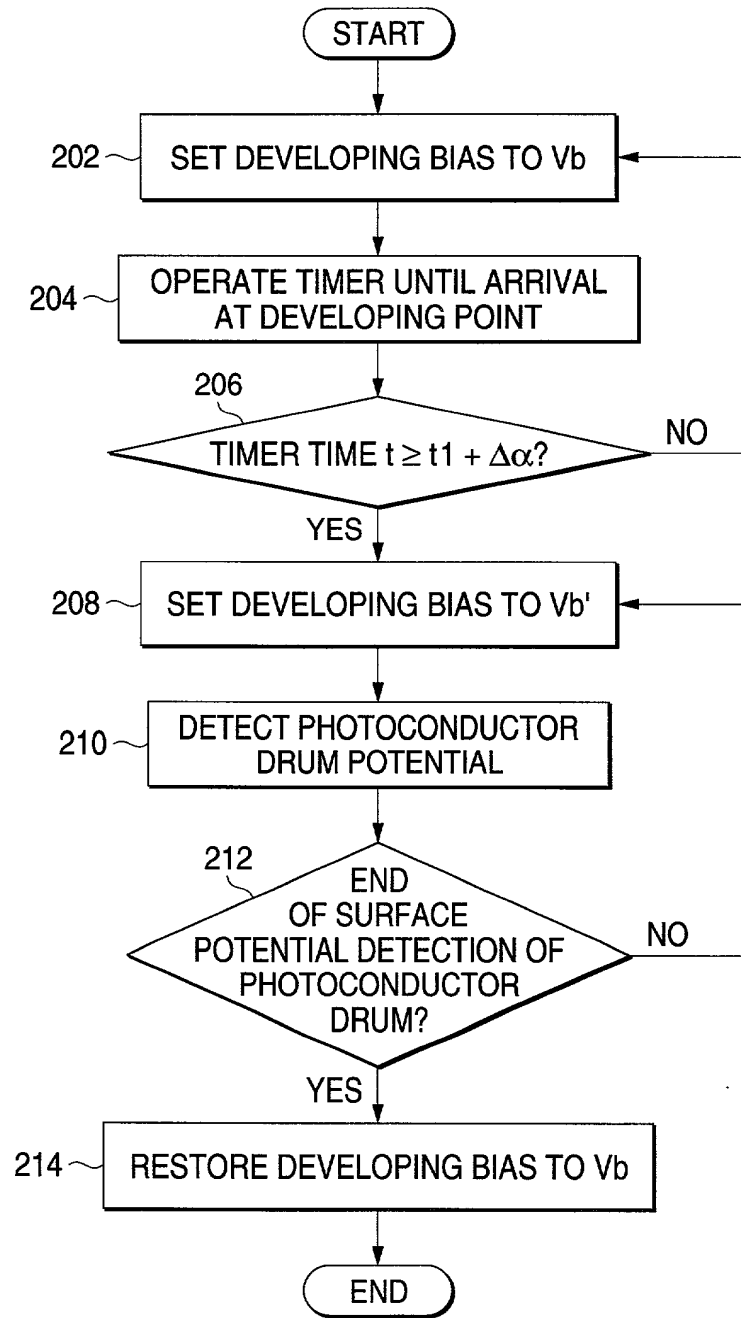 START
202
SET DEVELOPING BIAS TO Vb
204
OPERATE TIMER UNTIL ARRIVAL
AT DEVELOPING POINT
206
TIMER TIME t ≥ t1 + Δα?
NO
YES
208
SET DEVELOPING BIAS TO Vb'
210
DETECT PHOTOCONDUCTOR
DRUM POTENTIAL
212
END
OF SURFACE
POTENTIAL DETECTION OF
PHOTOCONDUCTOR
DRUM?
NO
YES
214
RESTORE DEVELOPING BIAS TO Vb
END